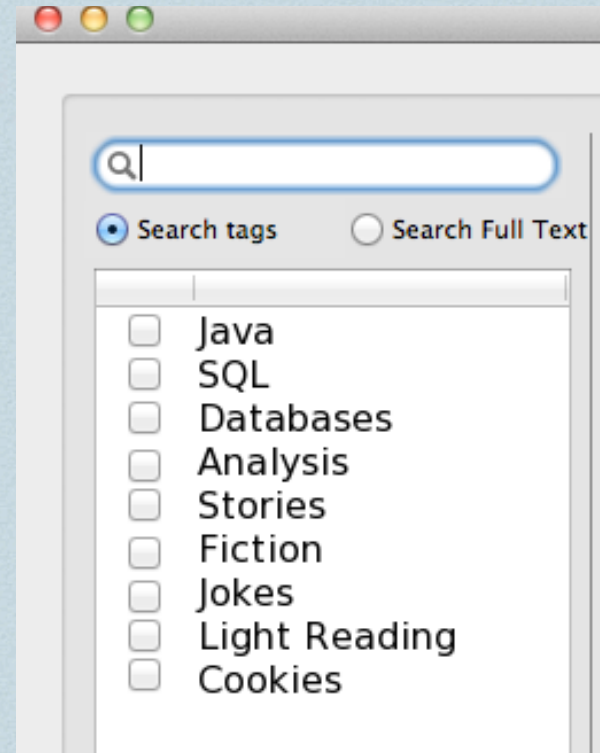 Search tags Search Full Text
Java
SQL
Databases
Analysis
Stories
Fiction
Jokes
Light Reading
Cookies